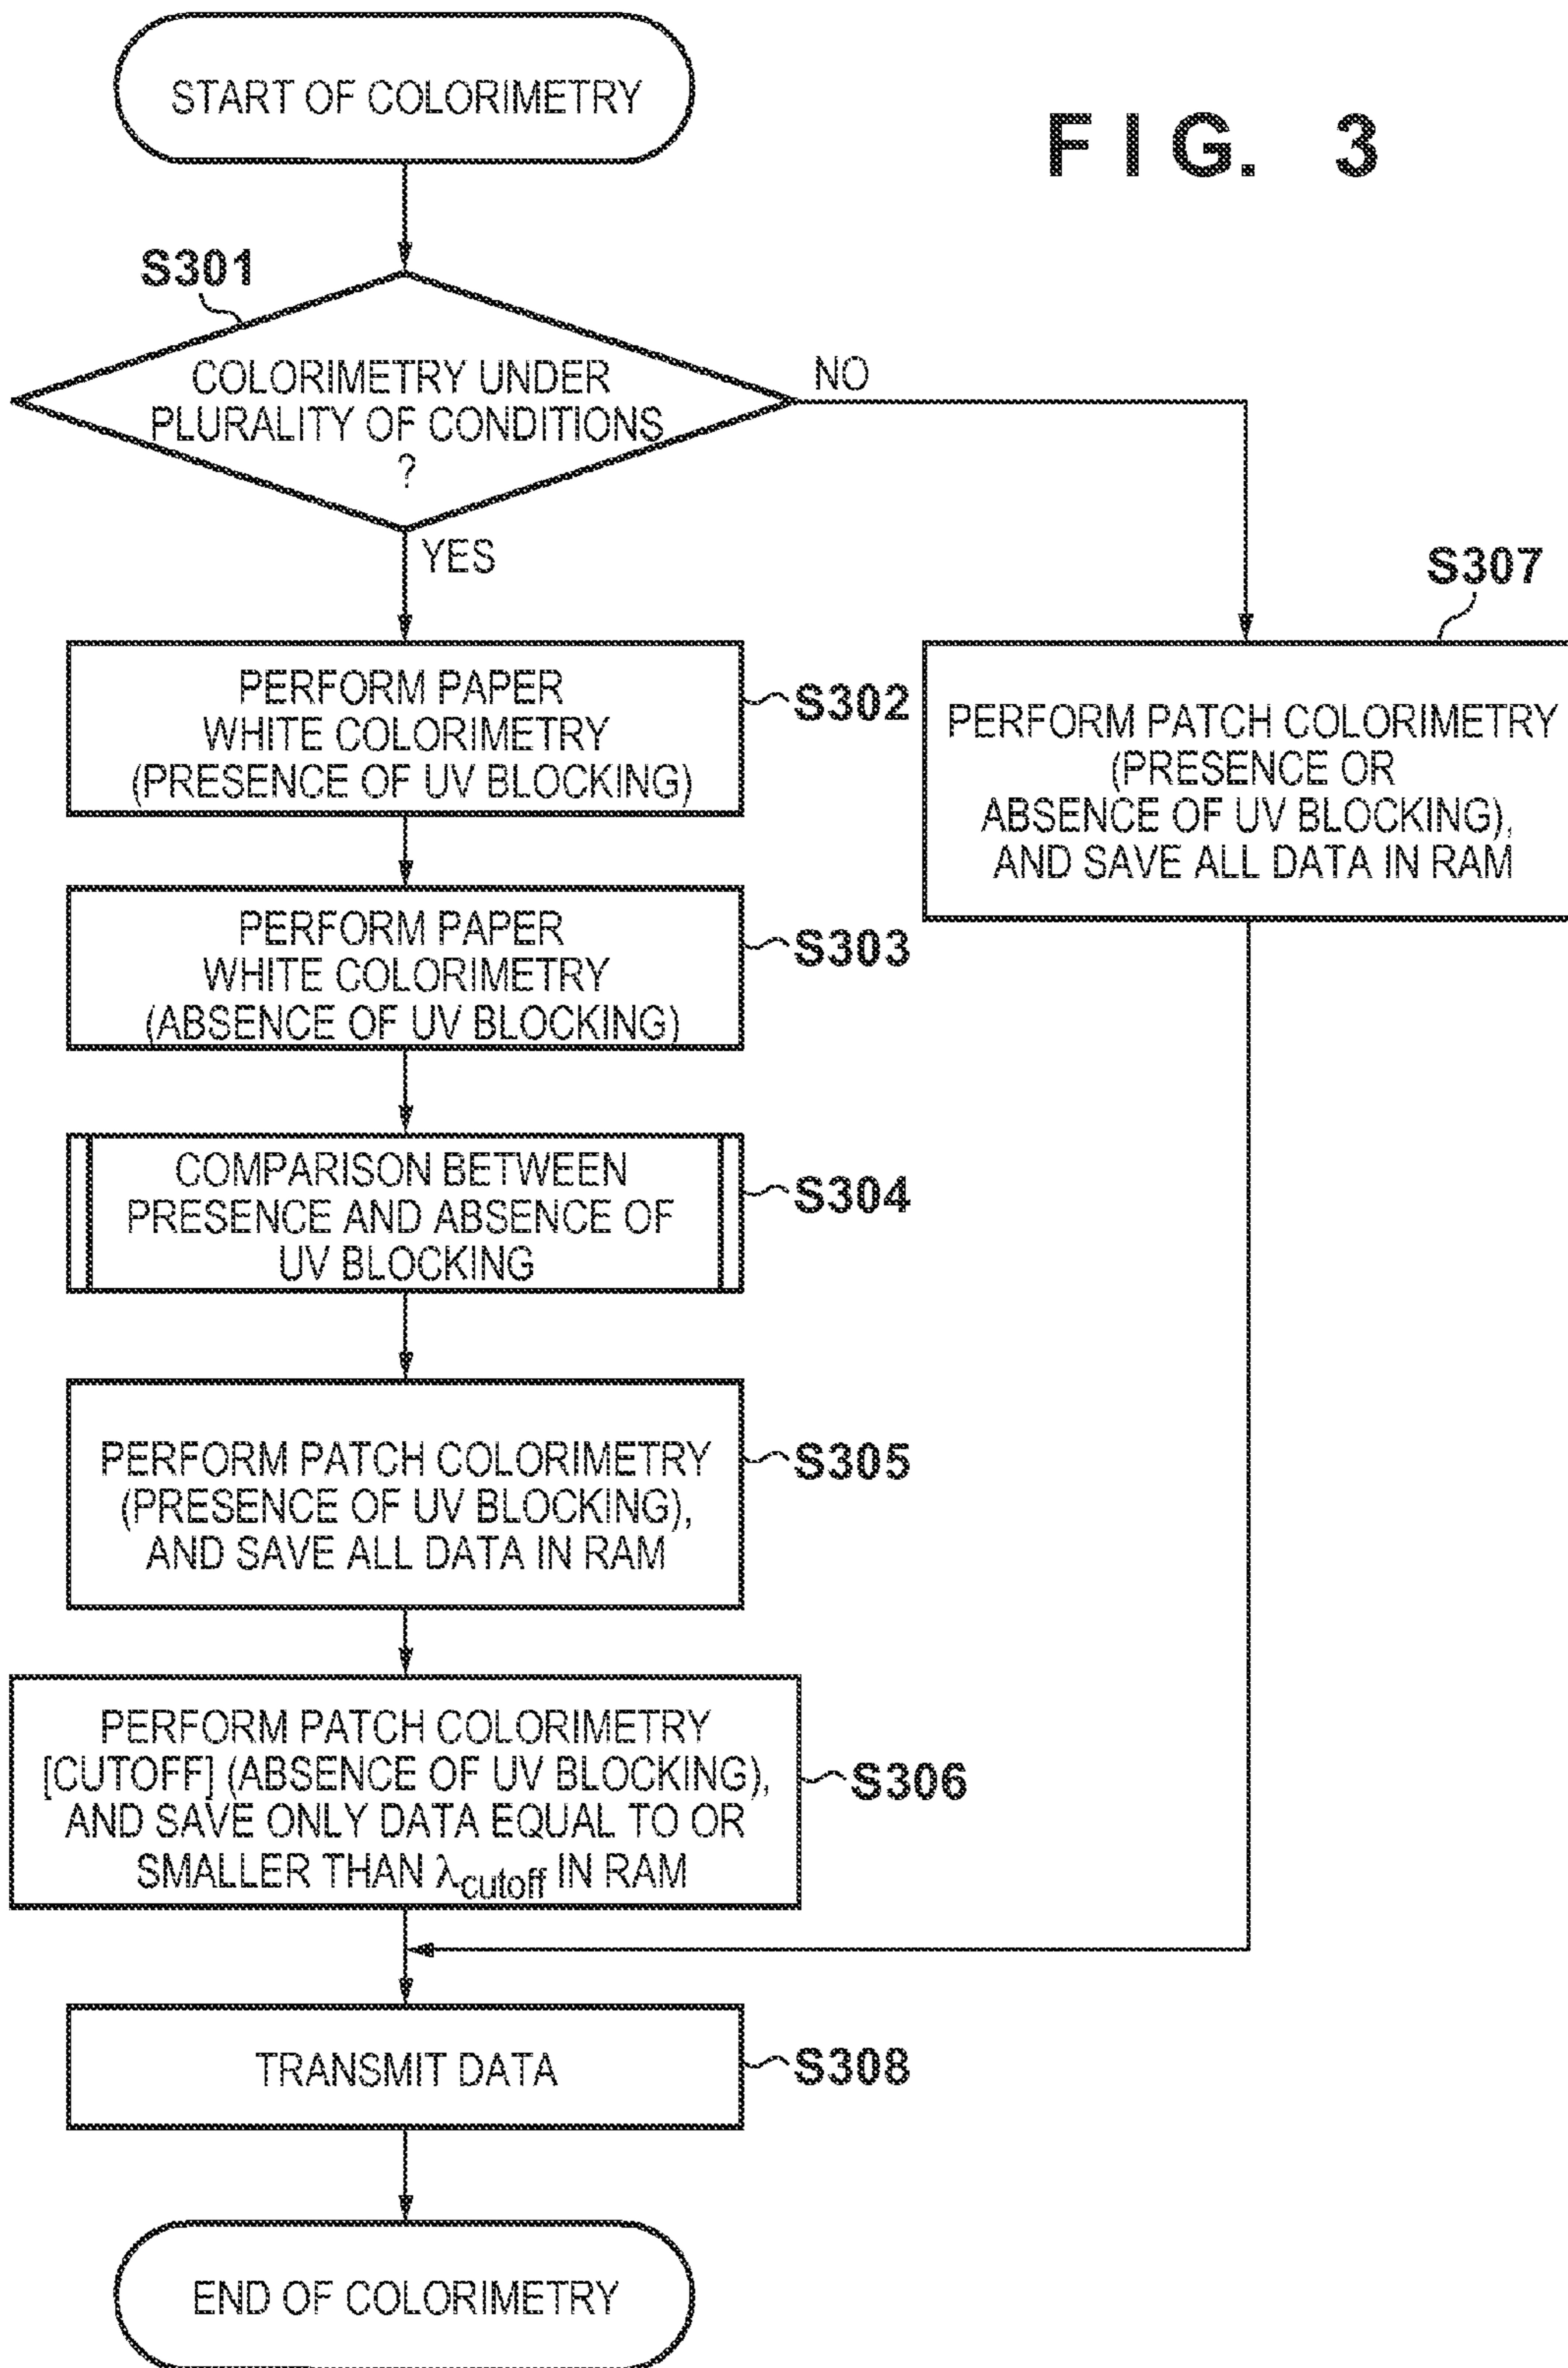 START OF COLORIMETRY
FIG. 3
S301
COLORIMETRY UNDER
PLURALITY OF CONDITIONS
?
NO
YES
S302
PERFORM PAPER
WHITE COLORIMETRY
(PRESENCE OF UV BLOCKING)
S303
PERFORM PAPER
WHITE COLORIMETRY
(ABSENCE OF UV BLOCKING)
S304
COMPARISON BETWEEN
PRESENCE AND ABSENCE OF
UV BLOCKING
S305
PERFORM PATCH COLORIMETRY
(PRESENCE OF UV BLOCKING),
AND SAVE ALL DATA IN RAM
S306
PERFORM PATCH COLORIMETRY
[CUTOFF] (ABSENCE OF UV BLOCKING),
AND SAVE ONLY DATA EQUAL TO OR
SMALLER THAN λcutoff IN RAM
S307
PERFORM PATCH COLORIMETRY
(PRESENCE OR
ABSENCE OF UV BLOCKING),
AND SAVE ALL DATA IN RAM
S308
TRANSMIT DATA
END OF COLORIMETRY